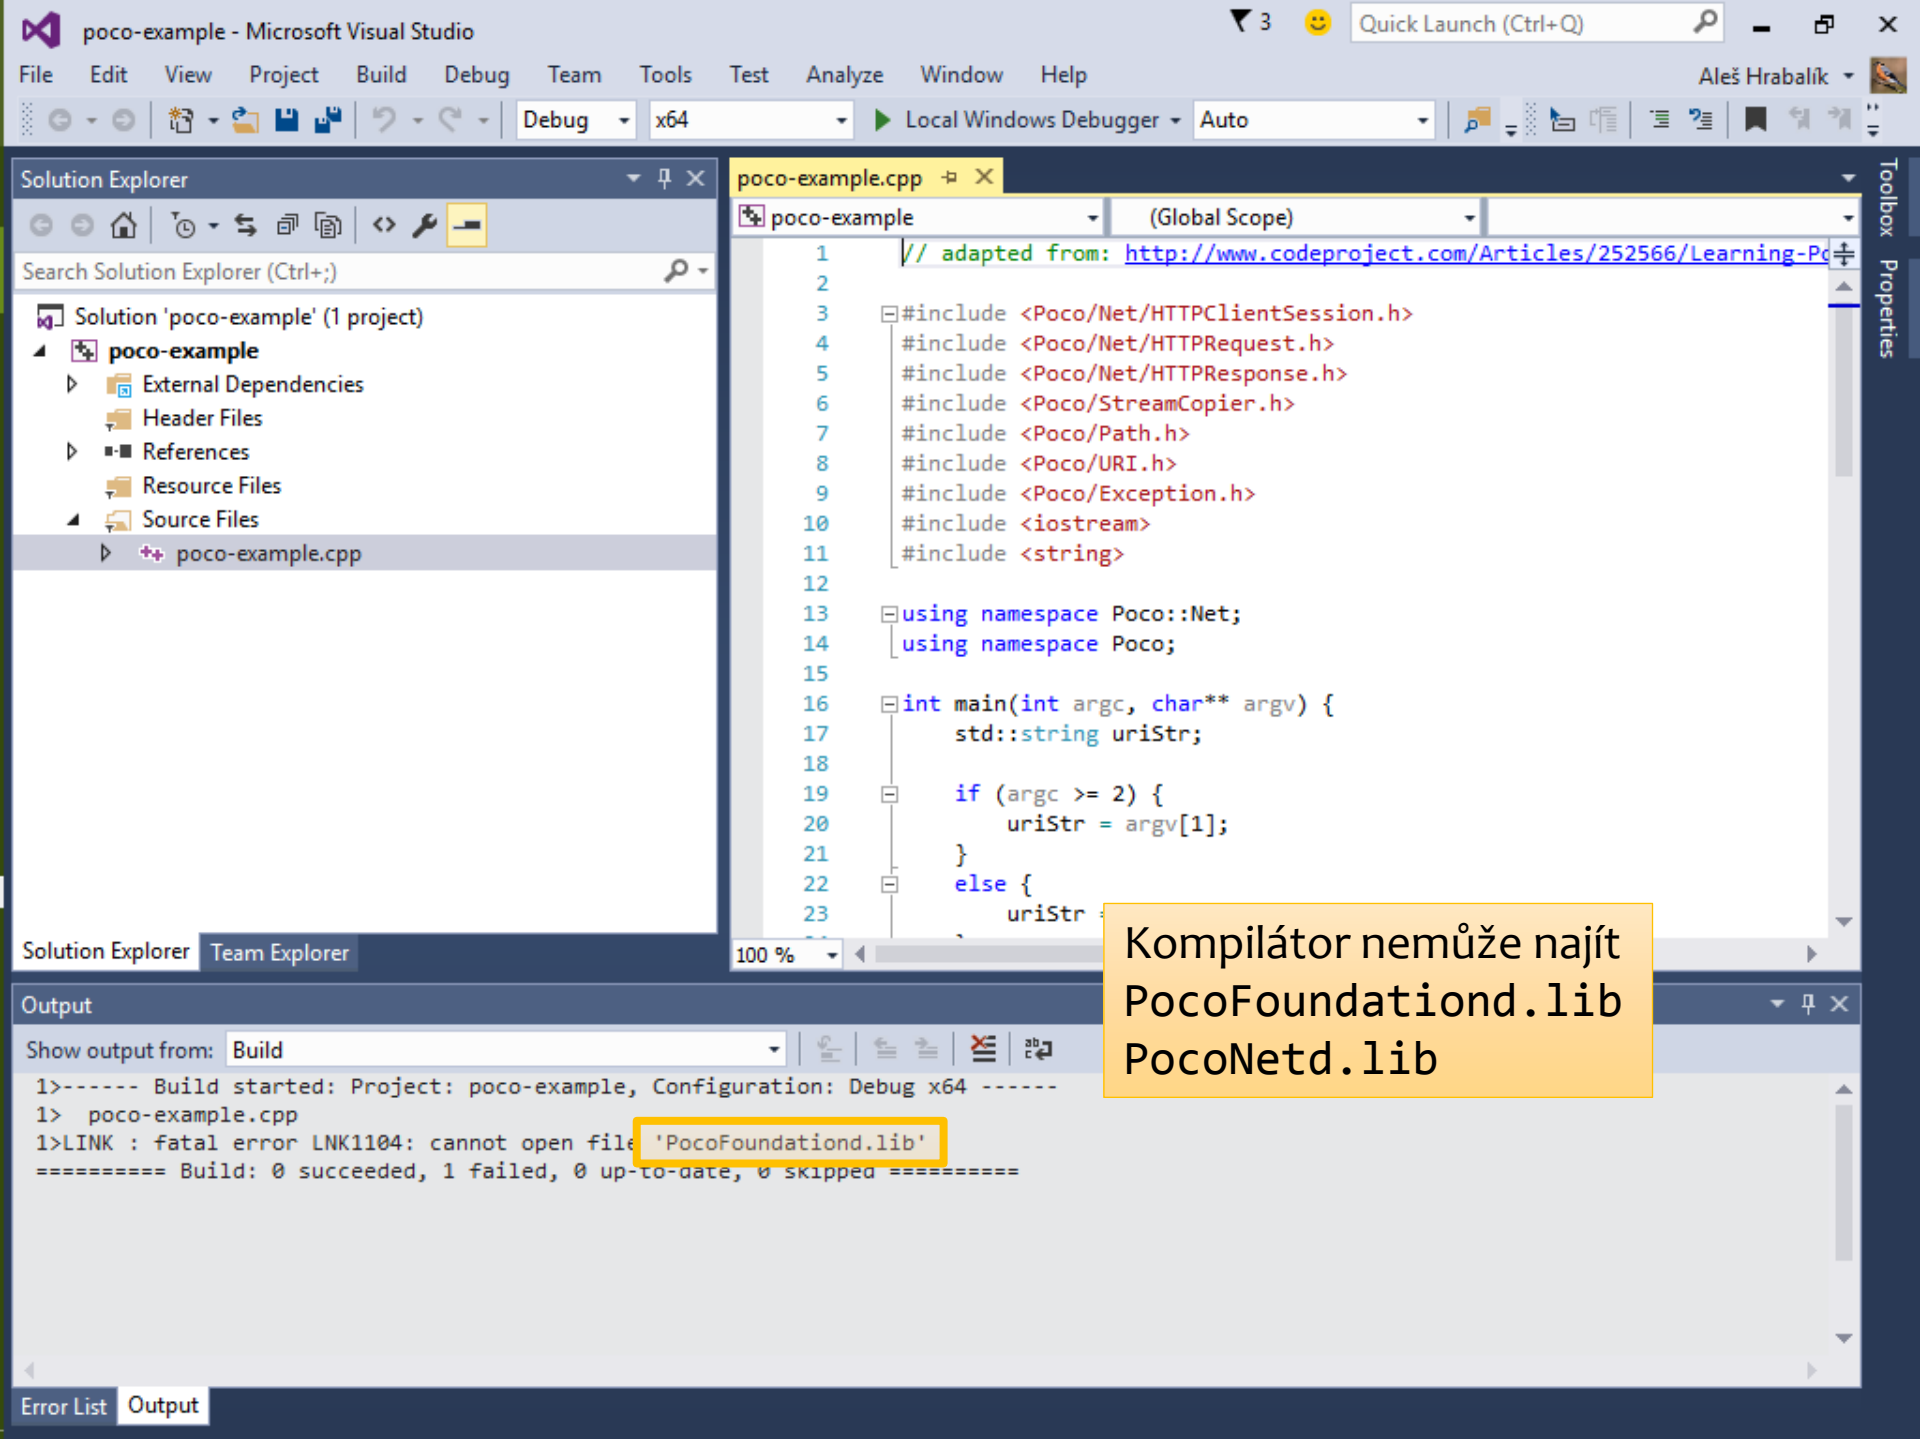 poco-example - Microsoft Visual Studio
3
Quick Launch (Ctrl+Q)
File Edit View Project Build Debug Team Tools Test Analyze Window Help
Aleš Hrabalík
Debug
x64
Local Windows Debugger
Auto
Solution Explorer
Search Solution Explorer (Ctrl+;)
Solution 'poco-example' (1 project)
poco-example
External Dependencies
Header Files
References
Resource Files
Source Files
poco-example.cpp
Solution Explorer
Team Explorer
poco-example.cpp
poco-example
(Global Scope)
1 // adapted from: http://www.codeproject.com/Articles/252566/Learning-Po
2
3 #include <Poco/Net/HTTPClientSession.h>
4 #include <Poco/Net/HTTPRequest.h>
5 #include <Poco/Net/HTTPResponse.h>
6 #include <Poco/StreamCopier.h>
7 #include <Poco/Path.h>
8 #include <Poco/URI.h>
9 #include <Poco/Exception.h>
10 #include <iostream>
11 #include <string>
12
13 using namespace Poco::Net;
14 using namespace Poco;
15
16 int main(int argc, char** argv) {
17 std::string uriStr;
18
19 if (argc >= 2) {
20 uriStr = argv[1];
21 }
22 else {
23 uriStr
100 %
Toolbox
Properties
Kompilátor nemůže najít
PocoFoundationd.lib
PocoNetd.lib
Output
Show output from: Build
1>------ Build started: Project: poco-example, Configuration: Debug x64 ------
1> poco-example.cpp
1>LINK : fatal error LNK1104: cannot open file 'PocoFoundationd.lib'
========== Build: 0 succeeded, 1 failed, 0 up-to-date, 0 skipped ==========
Error List
Output